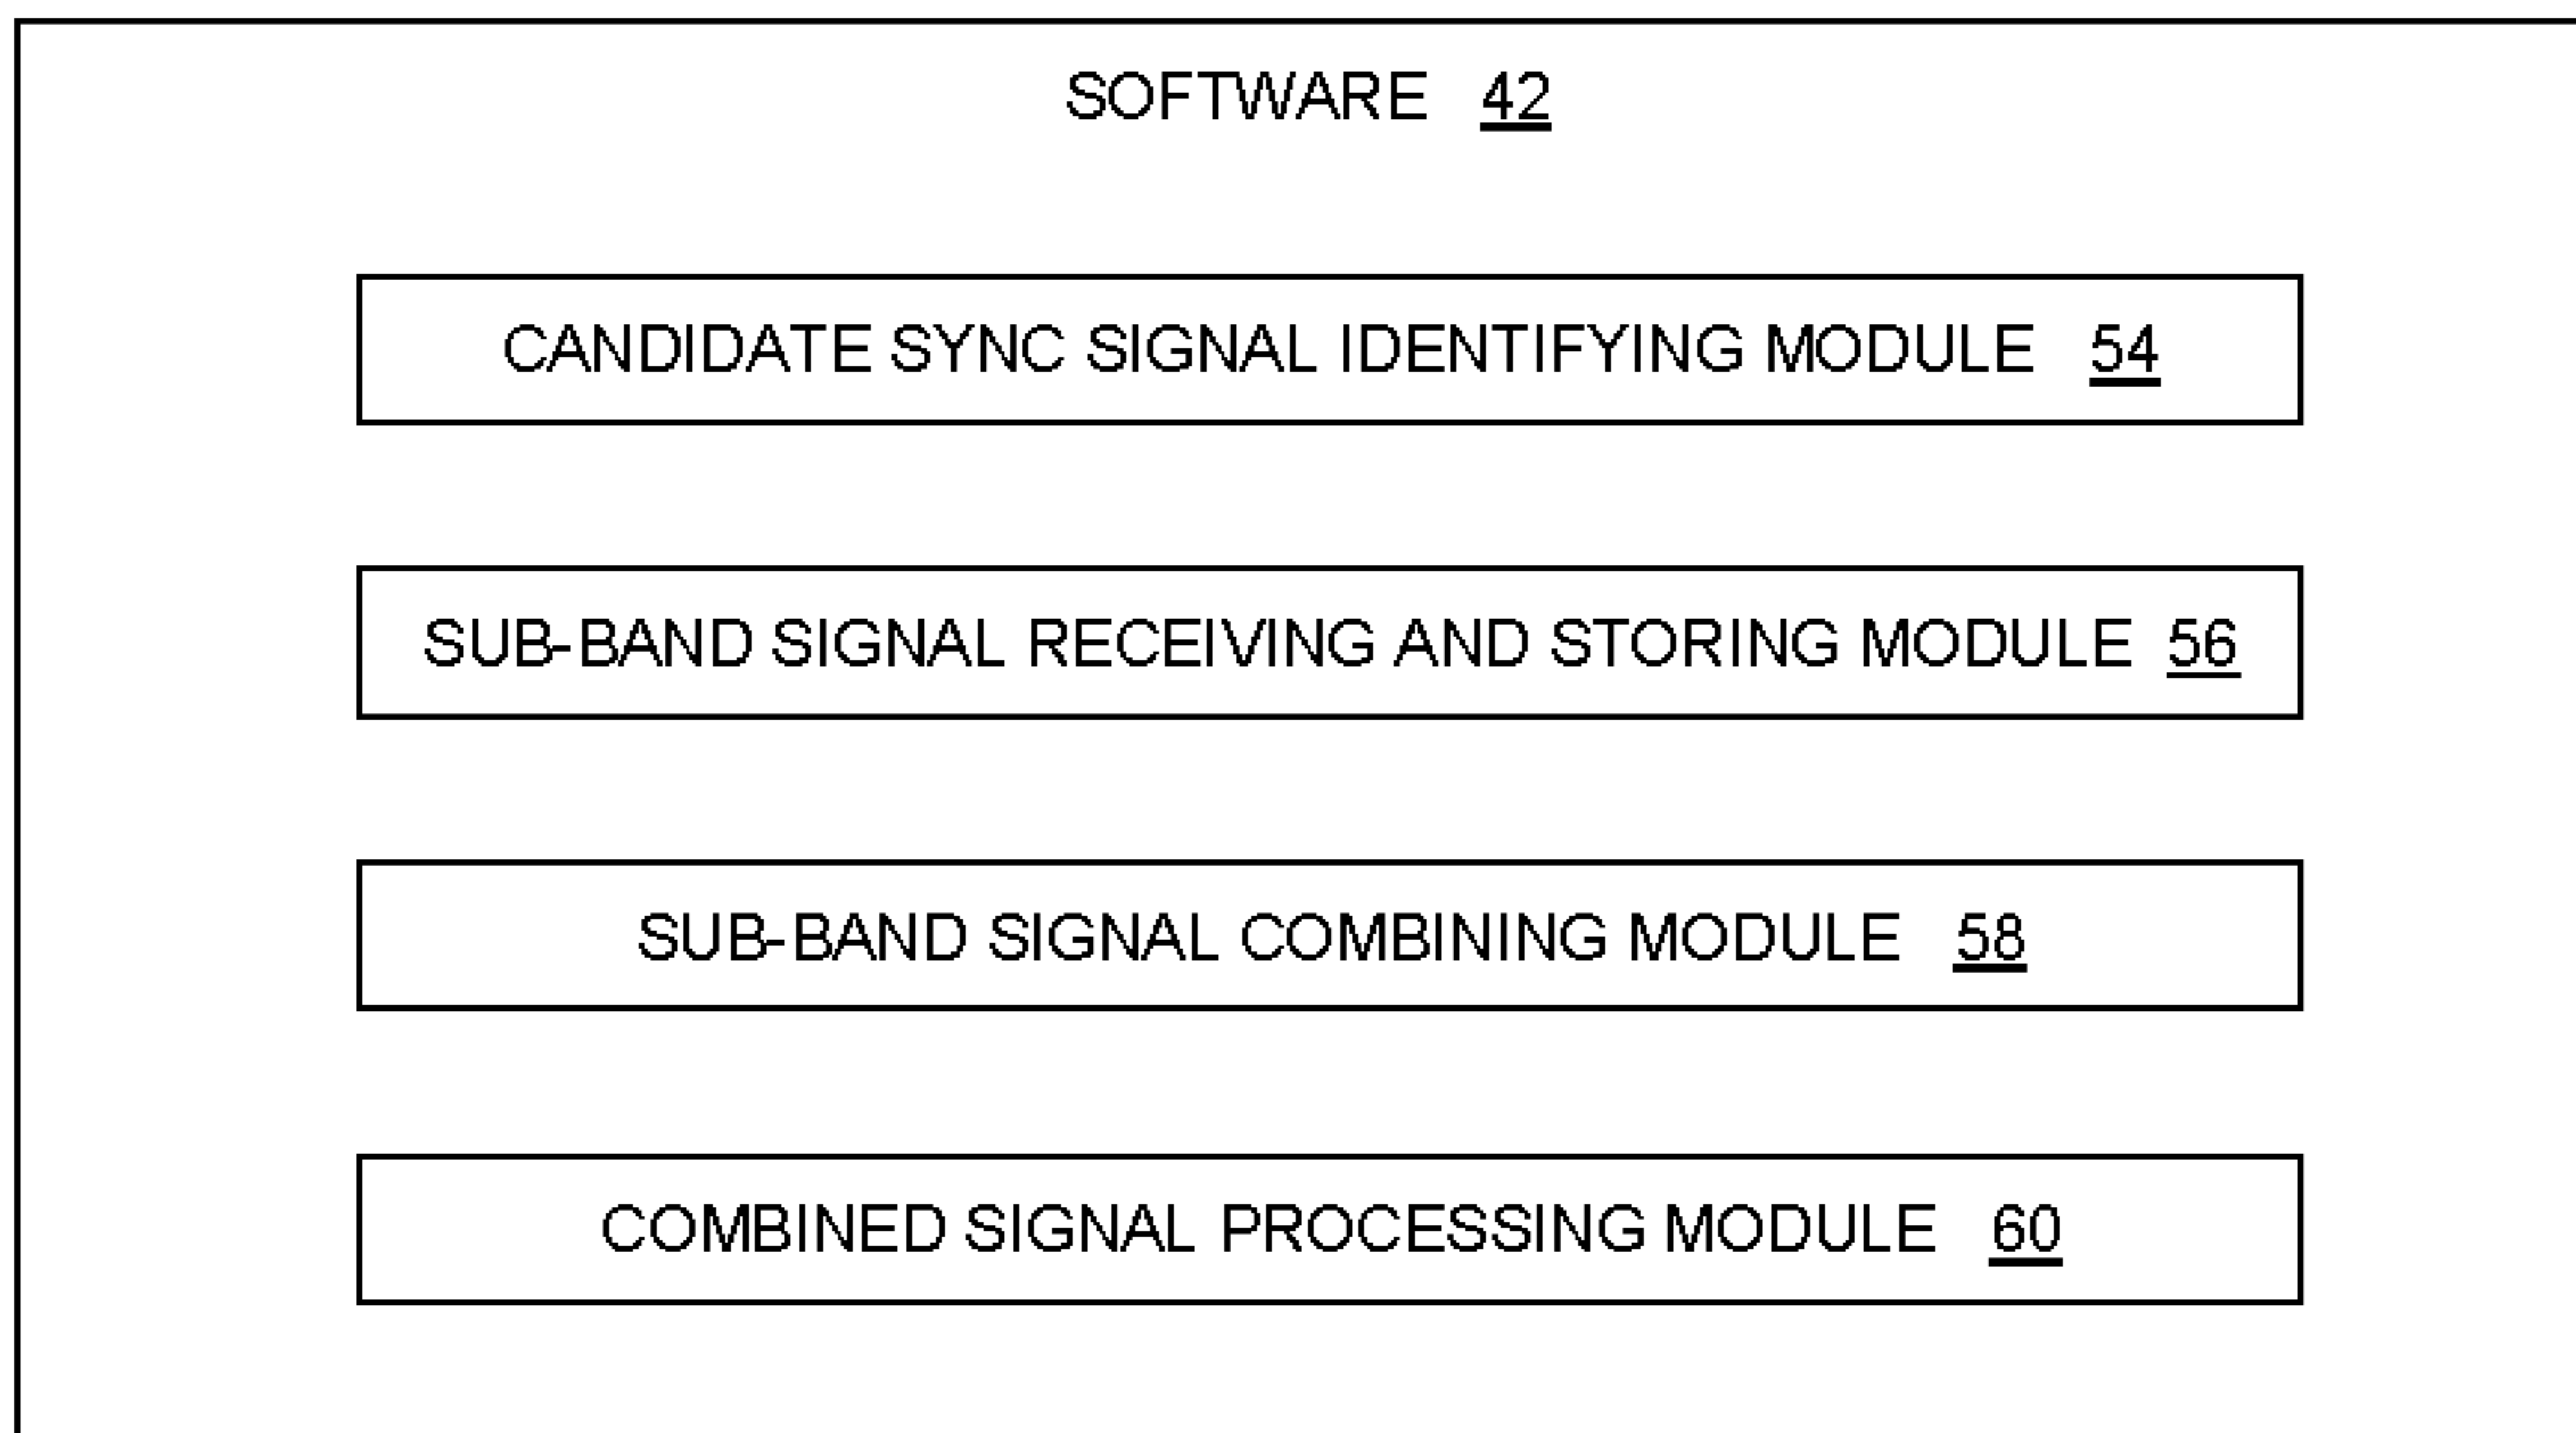 SOFTWARE 42
CANDIDATE SYNC SIGNAL IDENTIFYING MODULE 54
SUB-BAND SIGNAL RECEIVING AND STORING MODULE 56
SUB-BAND SIGNAL COMBINING MODULE 58
COMBINED SIGNAL PROCESSING MODULE 60